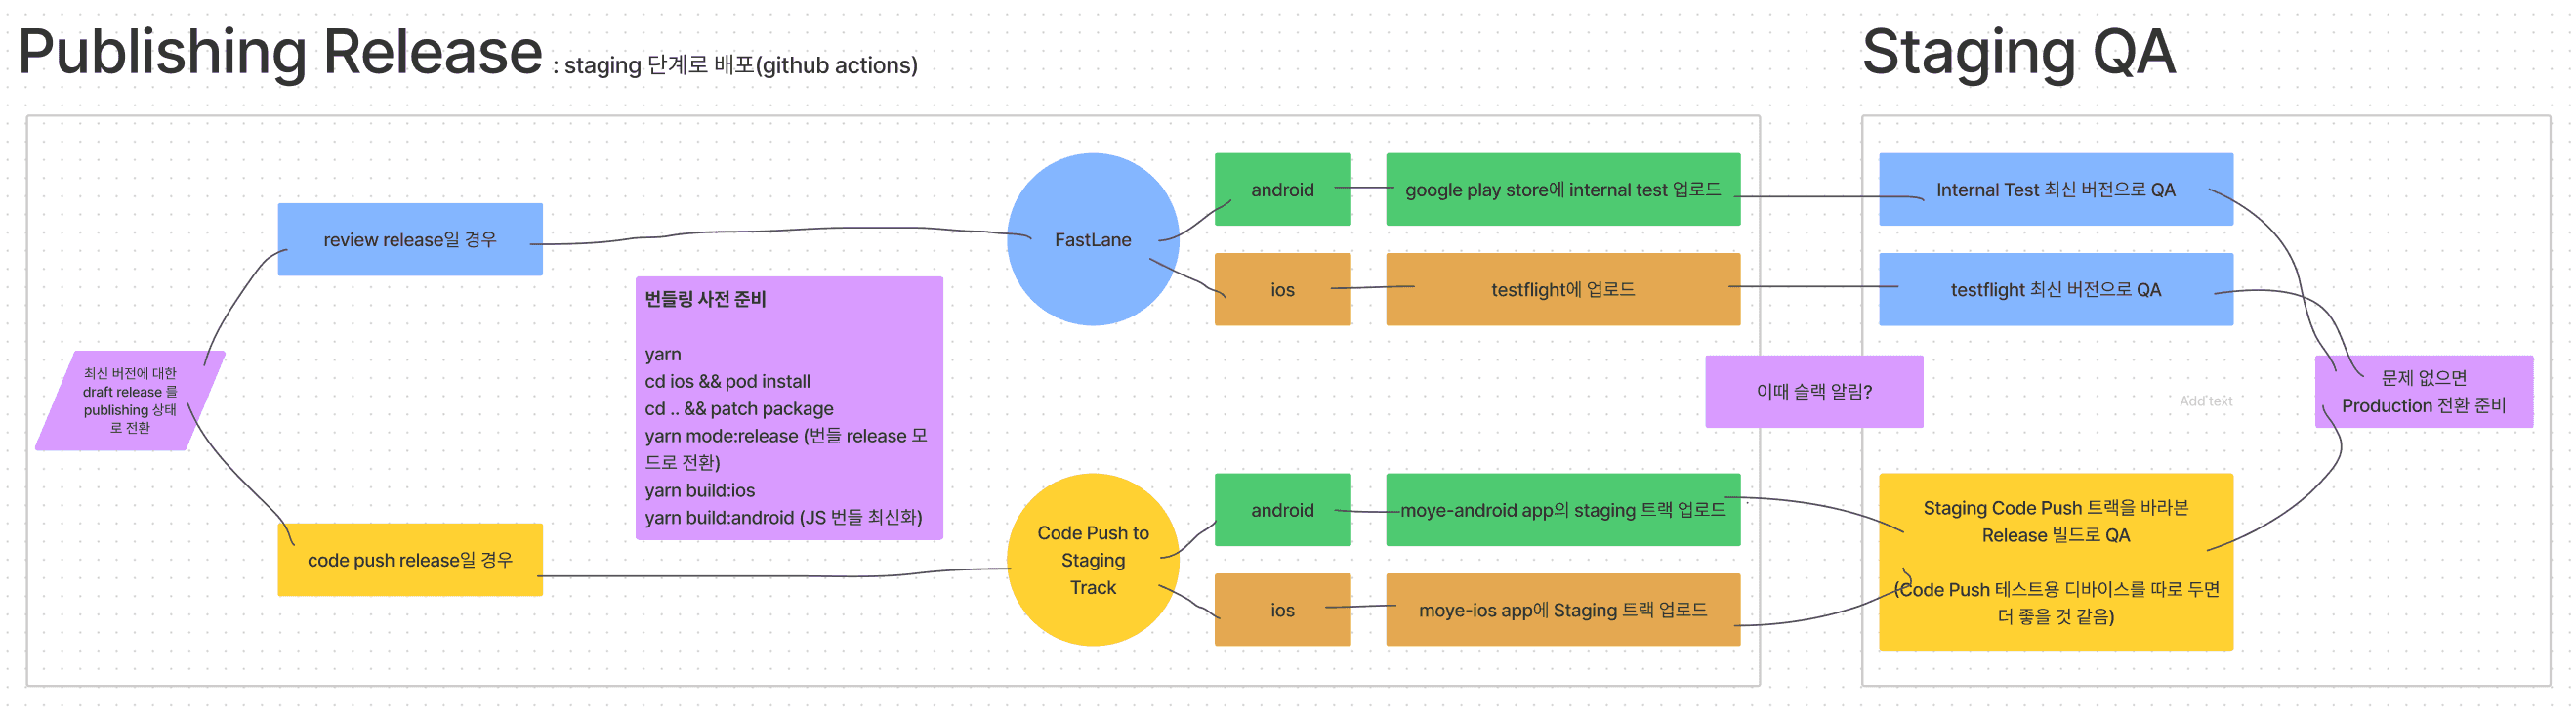 Publishing Release : staging 단계로 배포(github actions)
Staging QA
최신 버전에 대한
draft release 를
publishing 상태
로 전환
review release일 경우
code push release일 경우
번들링 사전 준비
yarn
cd ios && pod install
cd .. && patch package
yarn mode:release (번들 release 모
드로 전환)
yarn build:ios
yarn build:android (JS 번들 최신화)
FastLane
android
google play store에 internal test 업로드
ios
testflight에 업로드
Code Push to
Staging
Track
android
moye-android app의 staging 트랙 업로드
ios
moye-ios app에 Staging 트랙 업로드
이때 슬랙 알림?
Internal Test 최신 버전으로 QA
testflight 최신 버전으로 QA
Add text
Staging Code Push 트랙을 바라본
Release 빌드로 QA
(Code Push 테스트용 디바이스를 따로 두면
더 좋을 것 같음)
문제 없으면
Production 전환 준비